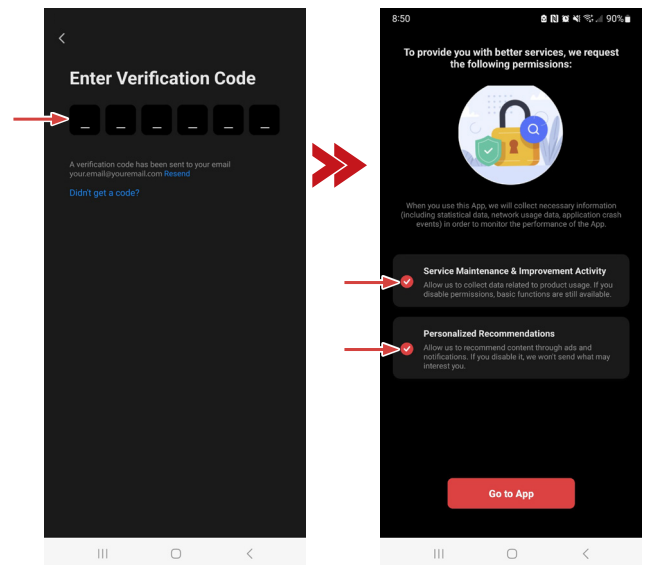 Enter Verification Code
A verification code has been sent to your email
your.email@youremail.com Resend
Didn't get a code?
8:50
90%
To provide you with better services, we request
the following permissions:
When you use this App, we will collect necessary information
(including statistical data, network usage data, application crash
events) in order to monitor the performance of the App.
Service Maintenance & Improvement Activity
Allow us to collect data related to product usage. If you
disable permissions, basic functions are still available.
Personalized Recommendations
Allow us to recommend content through ads and
notifications. If you disable it, we won't send what may
interest you.
Go to App